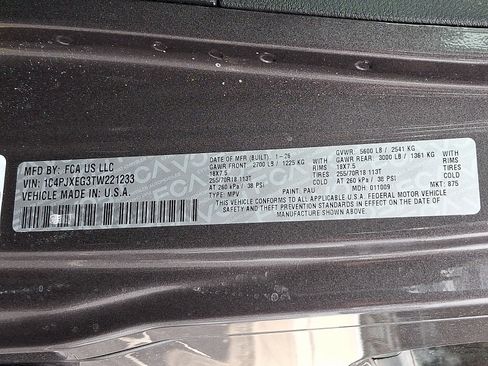 MFD BY: FCA US LLC
VIN: 1C4PJXEG3TW221233
VEHICLE MADE IN: U.S.A.
DATE OF MFR (BUILT): 1-26
GVWR: 5600 LB / 2541 KG
GAWR FRONT: 2700 LB / 1225 KG WITH
GAWR REAR: 3000 LB / 1361 KG WITH
18X7.5 RIMS
18X7.5 RIMS
255/70R18 113T TIRES
255/70R18 113T TIRES
AT 260 kPa / 38 PSI COLD
AT 260 kPa / 38 PSI COLD
TYPE: MPV PAINT: PAU MDH: 011009 MKT: 875
THIS VEHICLE CONFORMS TO ALL APPLICABLE U.S.A. FEDERAL MOTOR VEHICLE
SAFETY AND THEFT PREVENTION STANDARDS IN EFFECT ON THE DATE OF
MANUFACTURE SHOWN ABOVE.